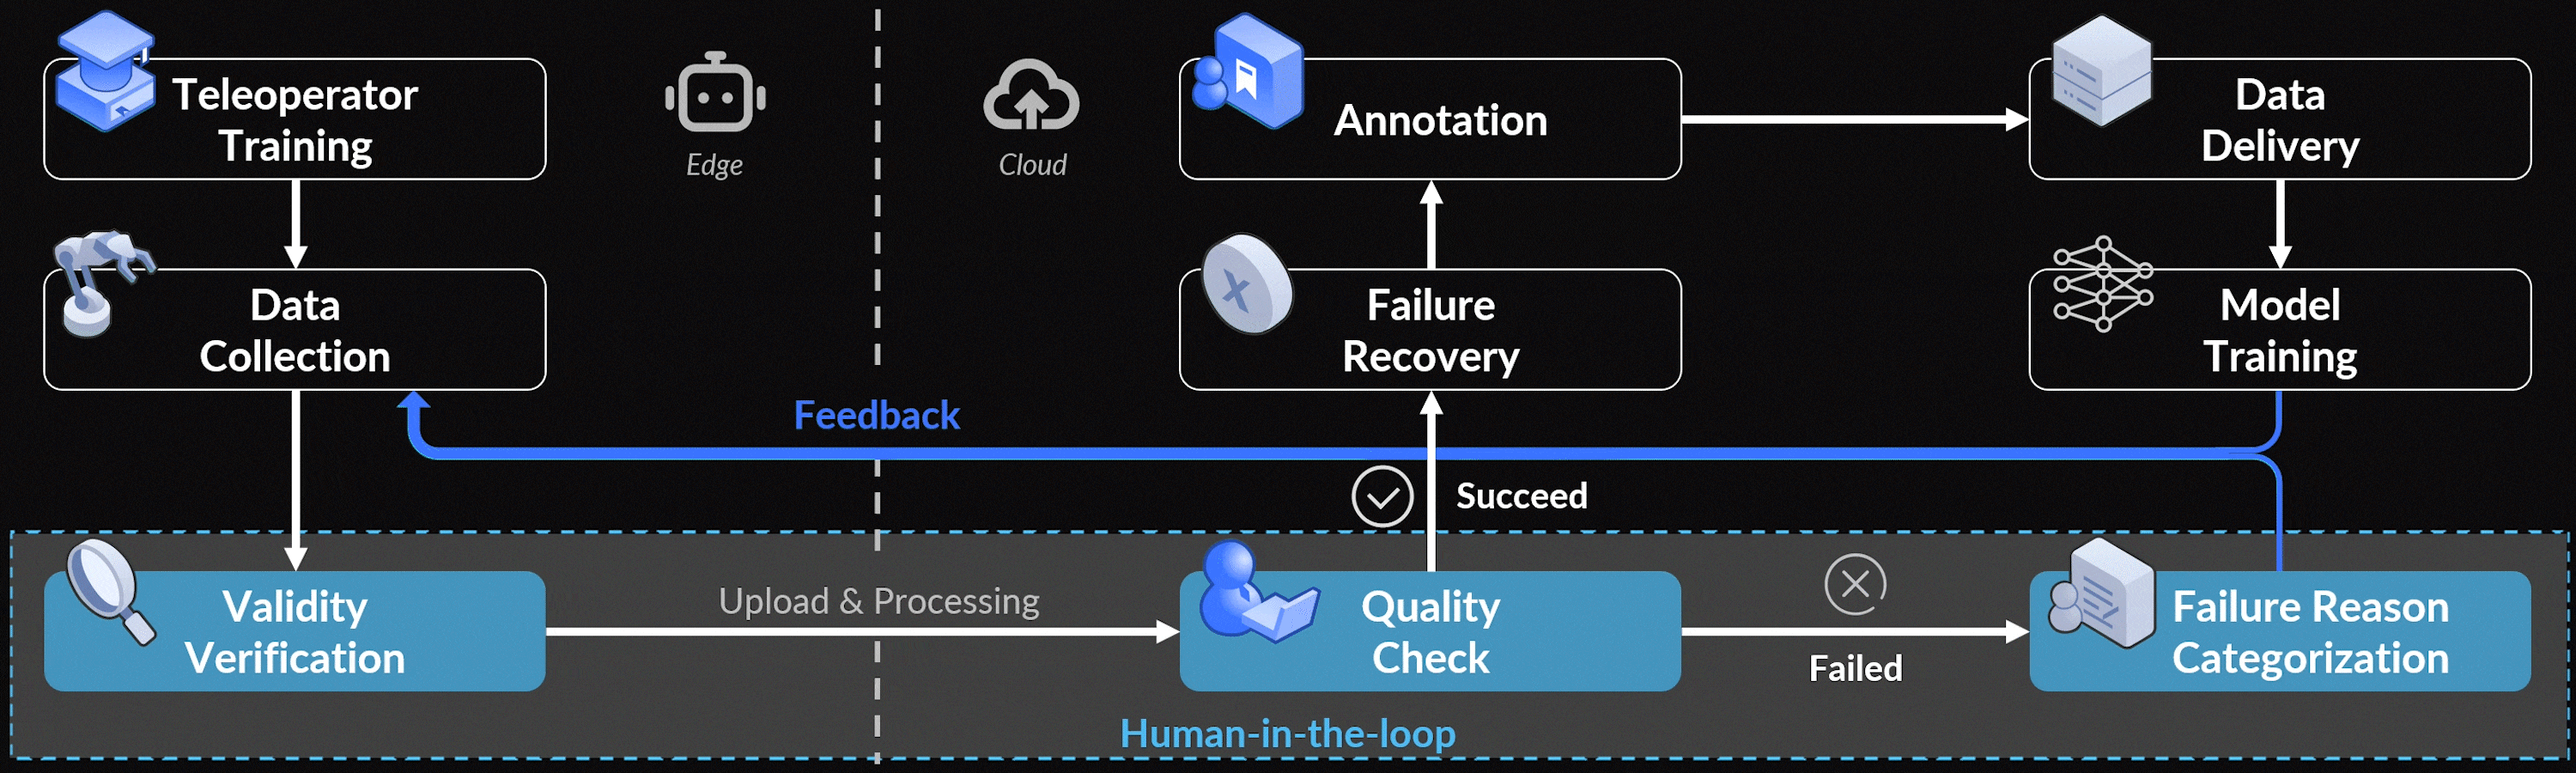 Teleoperator
Training
Edge
Cloud
Annotation
Data
Delivery
Data
Collection
Failure
Recovery
Model
Training
Feedback
Succeed
Validity
Verification
Upload & Processing
Quality
Check
Failed
Failure Reason
Categorization
Human-in-the-loop